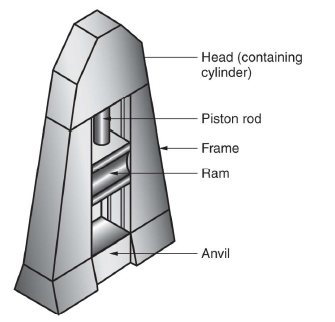 Head (containing
cylinder)
Piston rod
Frame
Ram
Anvil